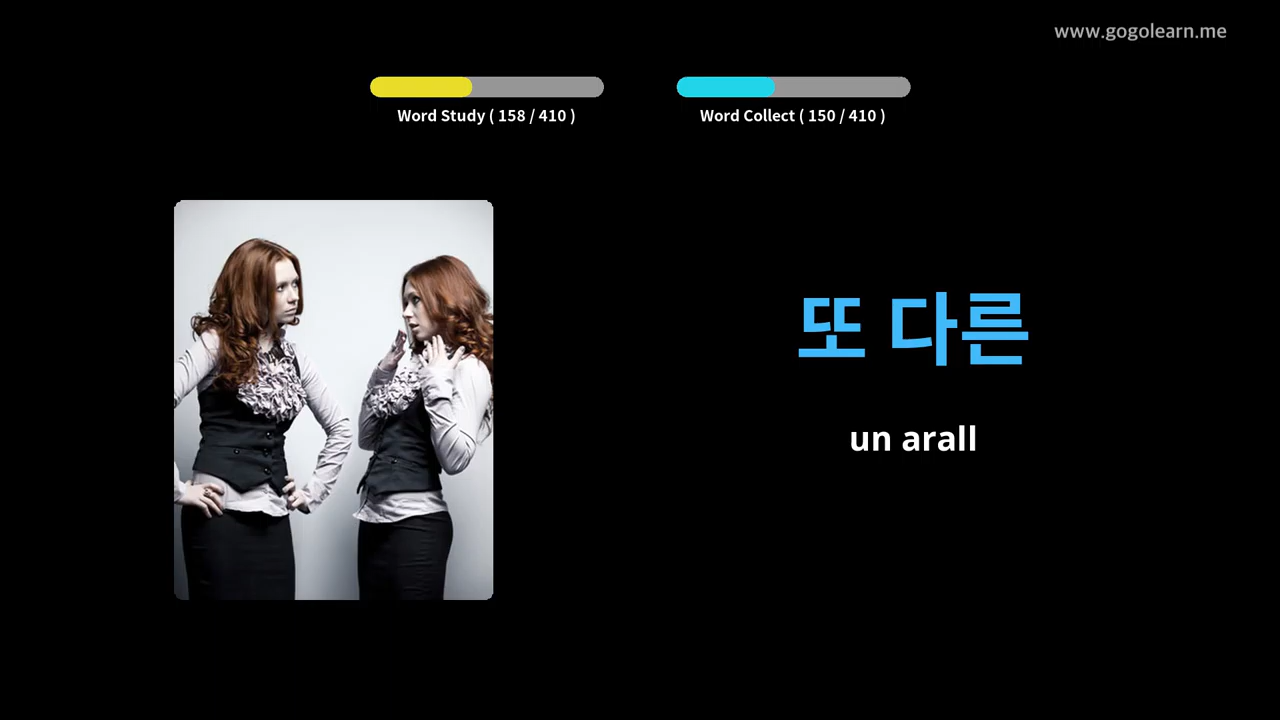 www.gogolearn.me
Word Study ( 158 / 410 )
Word Collect ( 150 / 410 )
또 다른
un arall